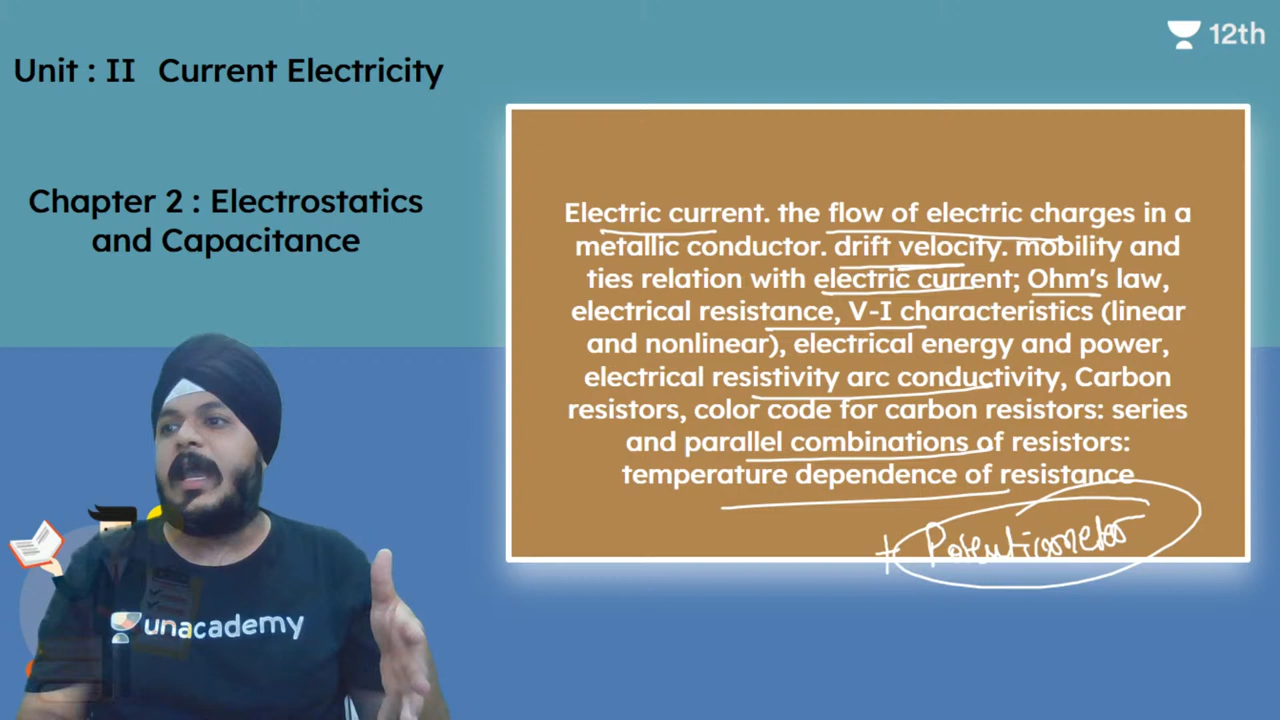 12th
Unit : II Current Electricity
Chapter 2 : Electrostatics
and Capacitance
Electric current. the flow of electric charges in a
metallic conductor. drift velocity. mobility and
ties relation with electric current; Ohm's law,
electrical resistance, V-I characteristics (linear
and nonlinear), electrical energy and power,
electrical resistivity arc conductivity, Carbon
resistors, color code for carbon resistors: series
and parallel combinations of resistors:
temperature dependence of resistance
+ Potentiometer
unacademy